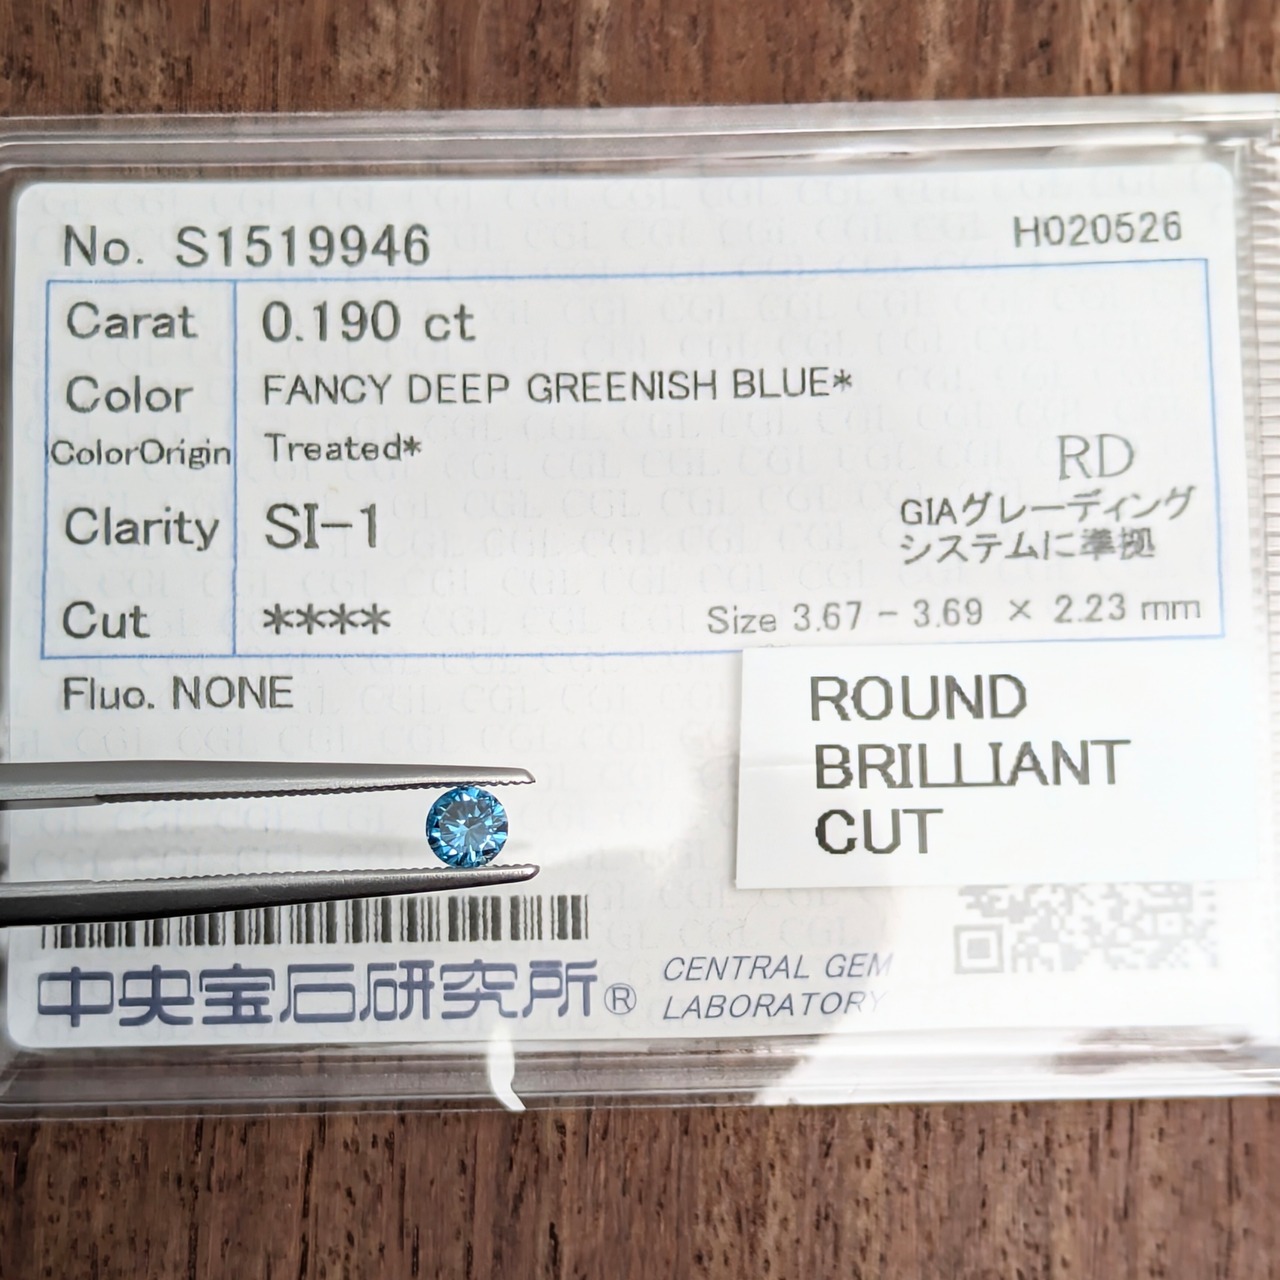 No. S1519946
H020526
Carat 0.190 ct
Color FANCY DEEP GREENISH BLUE*
ColorOrigin Treated*
RD
Clarity SI-1
GIAグレーディング
システムに準拠
Cut ****
Size 3.67 - 3.69 × 2.23 mm
Fluo. NONE
ROUND
BRILLIANT
CUT
中央宝石研究所®
CENTRAL GEM
LABORATORY